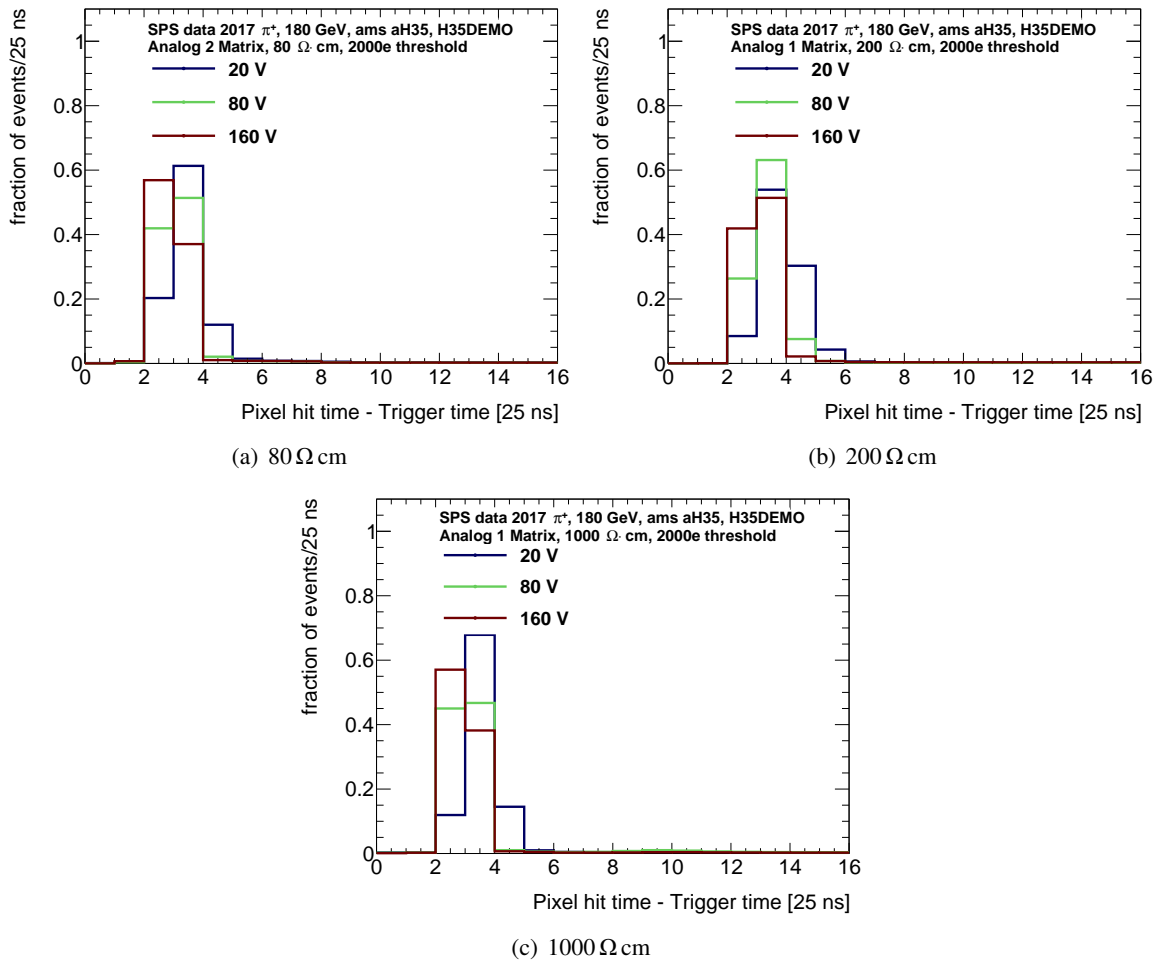 SPS data 2017 π⁺, 180 GeV, ams aH35, H35DEMO
Analog 2 Matrix, 80 Ω· cm, 2000e threshold
20 V
80 V
160 V
fraction of events/25 ns
1
0.8
0.6
0.4
0.2
0
0 2 4 6 8 10 12 14 16
Pixel hit time - Trigger time [25 ns]
(a) 80 Ω cm
SPS data 2017 π⁺, 180 GeV, ams aH35, H35DEMO
Analog 1 Matrix, 200 Ω· cm, 2000e threshold
20 V
80 V
160 V
fraction of events/25 ns
1
0.8
0.6
0.4
0.2
0
0 2 4 6 8 10 12 14 16
Pixel hit time - Trigger time [25 ns]
(b) 200 Ω cm
SPS data 2017 π⁺, 180 GeV, ams aH35, H35DEMO
Analog 1 Matrix, 1000 Ω· cm, 2000e threshold
20 V
80 V
160 V
fraction of events/25 ns
1
0.8
0.6
0.4
0.2
0
0 2 4 6 8 10 12 14 16
Pixel hit time - Trigger time [25 ns]
(c) 1000 Ω cm